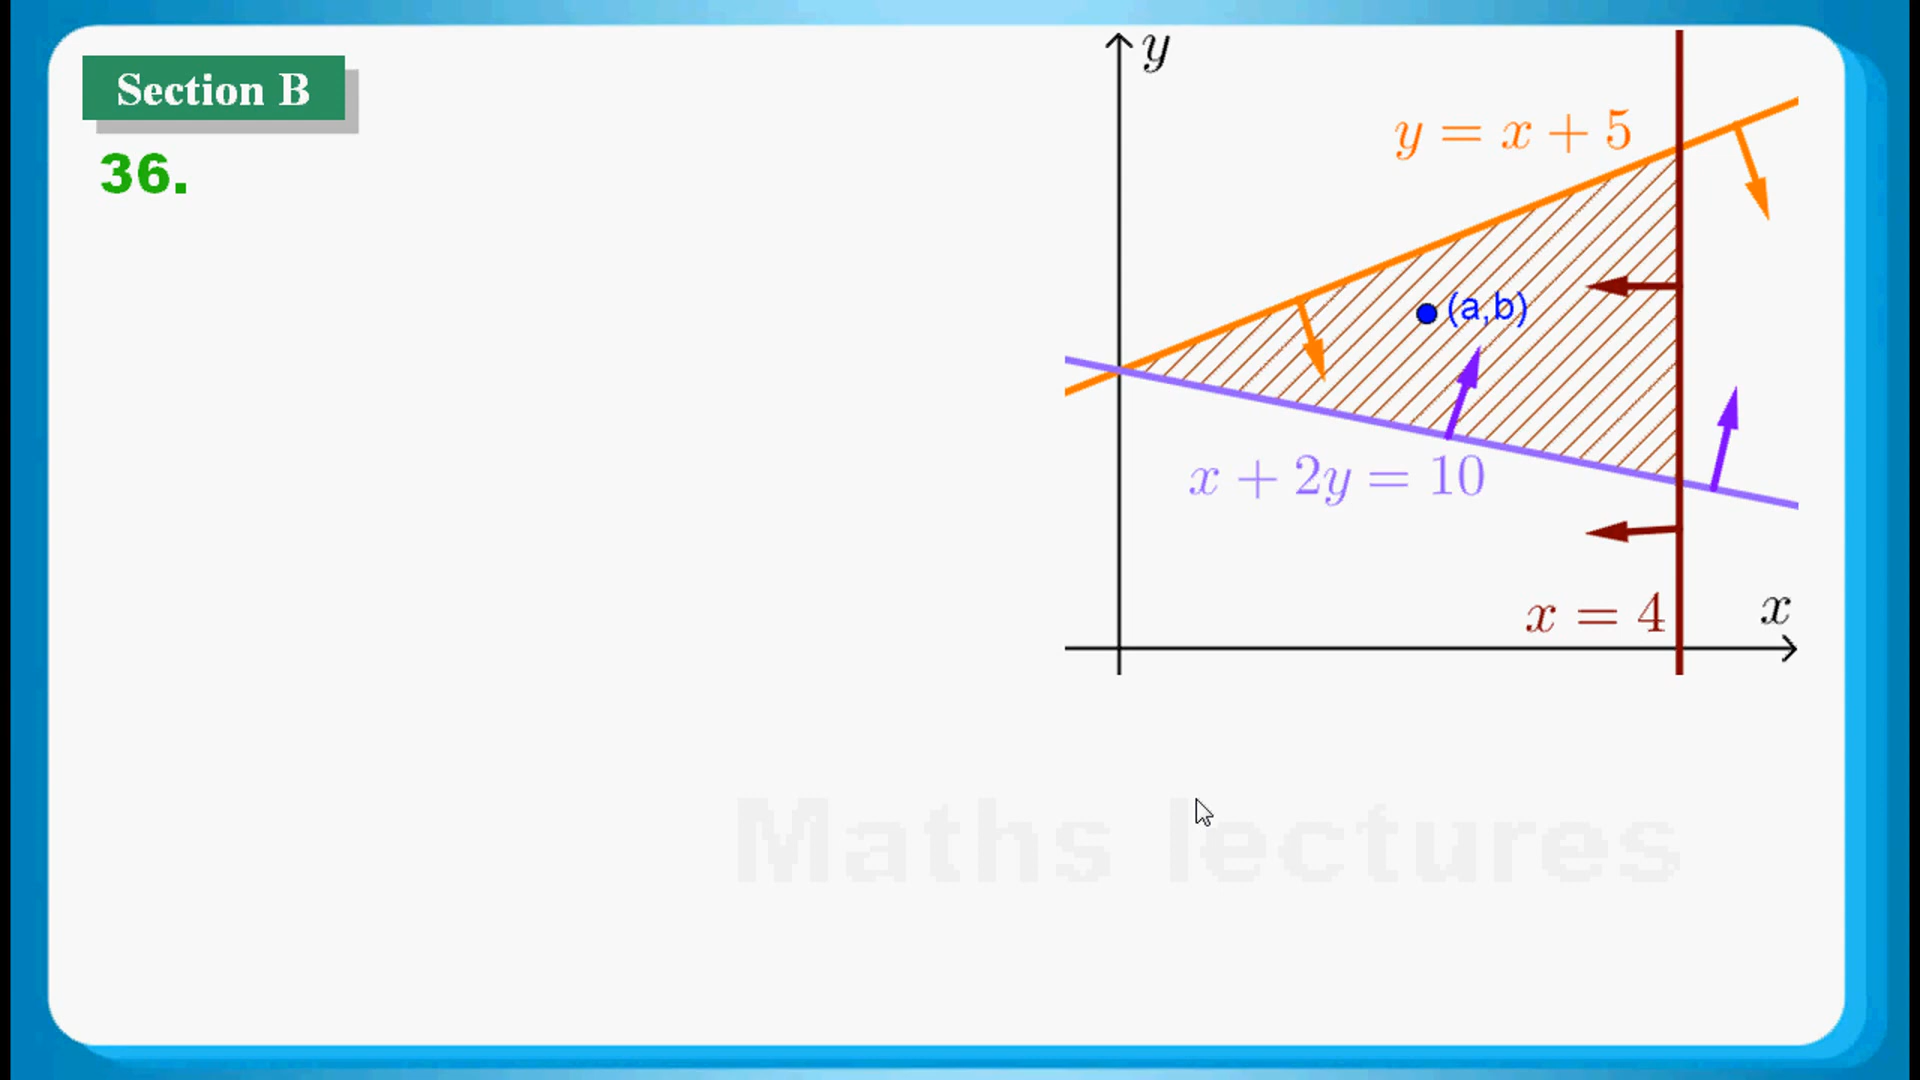 Section B
36.
y
y = x + 5
(a,b)
x + 2y = 10
x = 4
x
Maths lectures